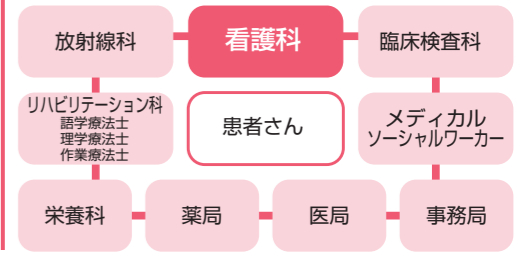 放射線科
看護科
臨床検査科
リハビリテーション科
語学療法士
理学療法士
作業療法士
患者さん
メディカル
ソーシャルワーカー
栄養科
薬局
医局
事務局